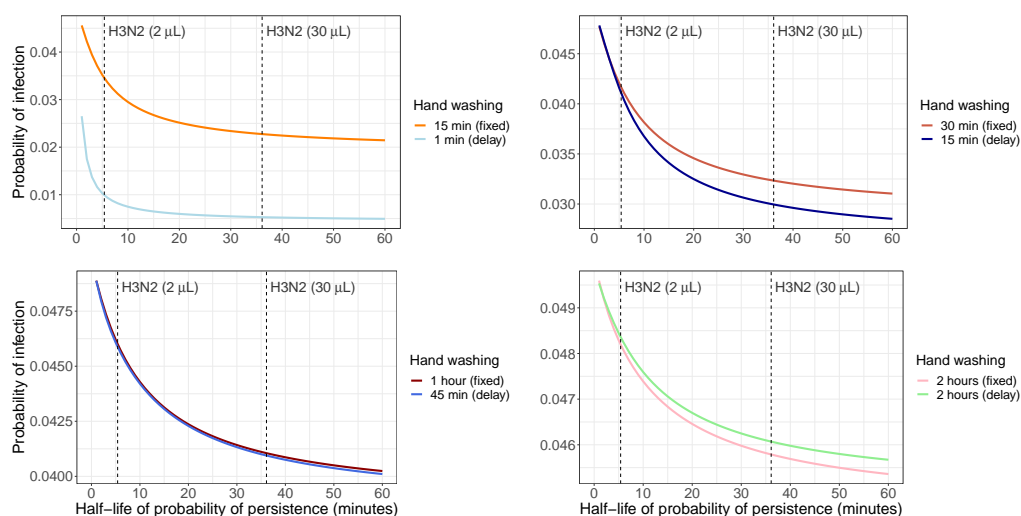 H3N2 (2 μL) H3N2 (30 μL)
0.04
0.03
0.02
0.01
0 10 20 30 40 50 60
Probability of infection
Hand washing
15 min (fixed)
1 min (delay)
H3N2 (2 μL) H3N2 (30 μL)
0.045
0.040
0.035
0.030
0 10 20 30 40 50 60
Hand washing
30 min (fixed)
15 min (delay)
H3N2 (2 μL) H3N2 (30 μL)
0.0475
0.0450
0.0425
0.0400
0 10 20 30 40 50 60
Probability of infection
Half−life of probability of persistence (minutes)
Hand washing
1 hour (fixed)
45 min (delay)
H3N2 (2 μL) H3N2 (30 μL)
0.049
0.048
0.047
0.046
0 10 20 30 40 50 60
Half−life of probability of persistence (minutes)
Hand washing
2 hours (fixed)
2 hours (delay)